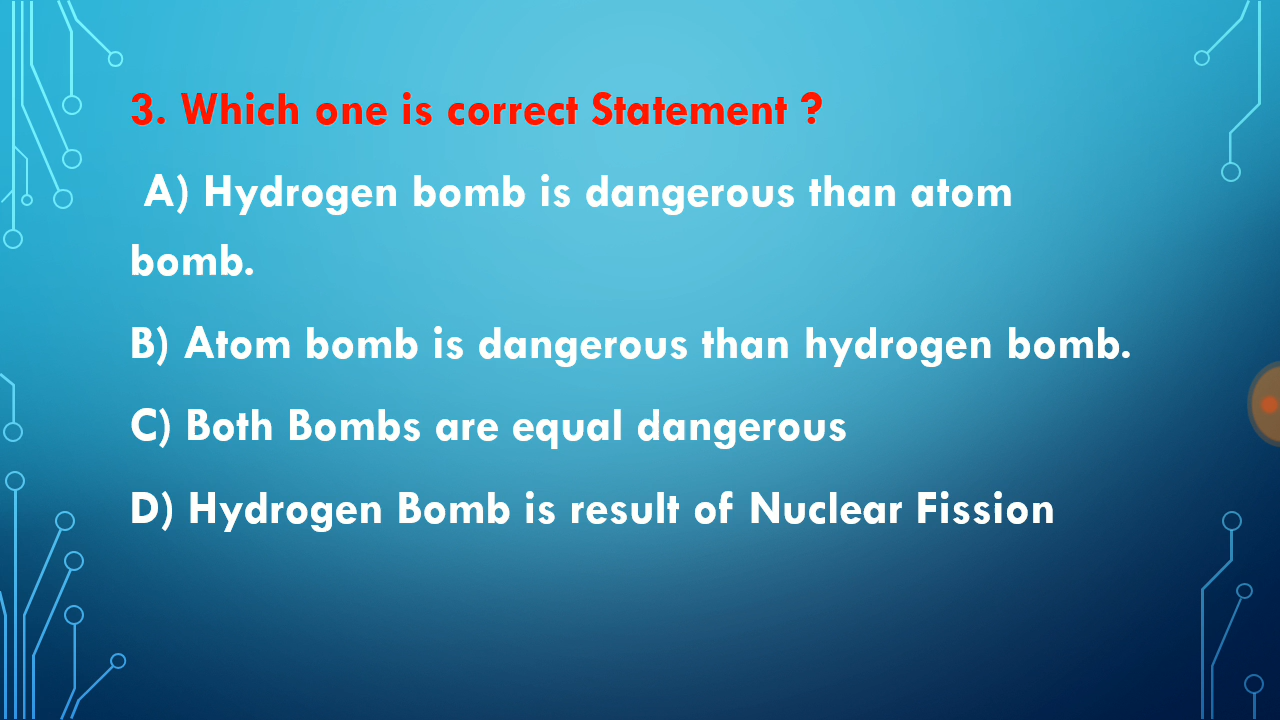 3. Which one is correct Statement ?
A) Hydrogen bomb is dangerous than atom
bomb.
B) Atom bomb is dangerous than hydrogen bomb.
C) Both Bombs are equal dangerous
D) Hydrogen Bomb is result of Nuclear Fission